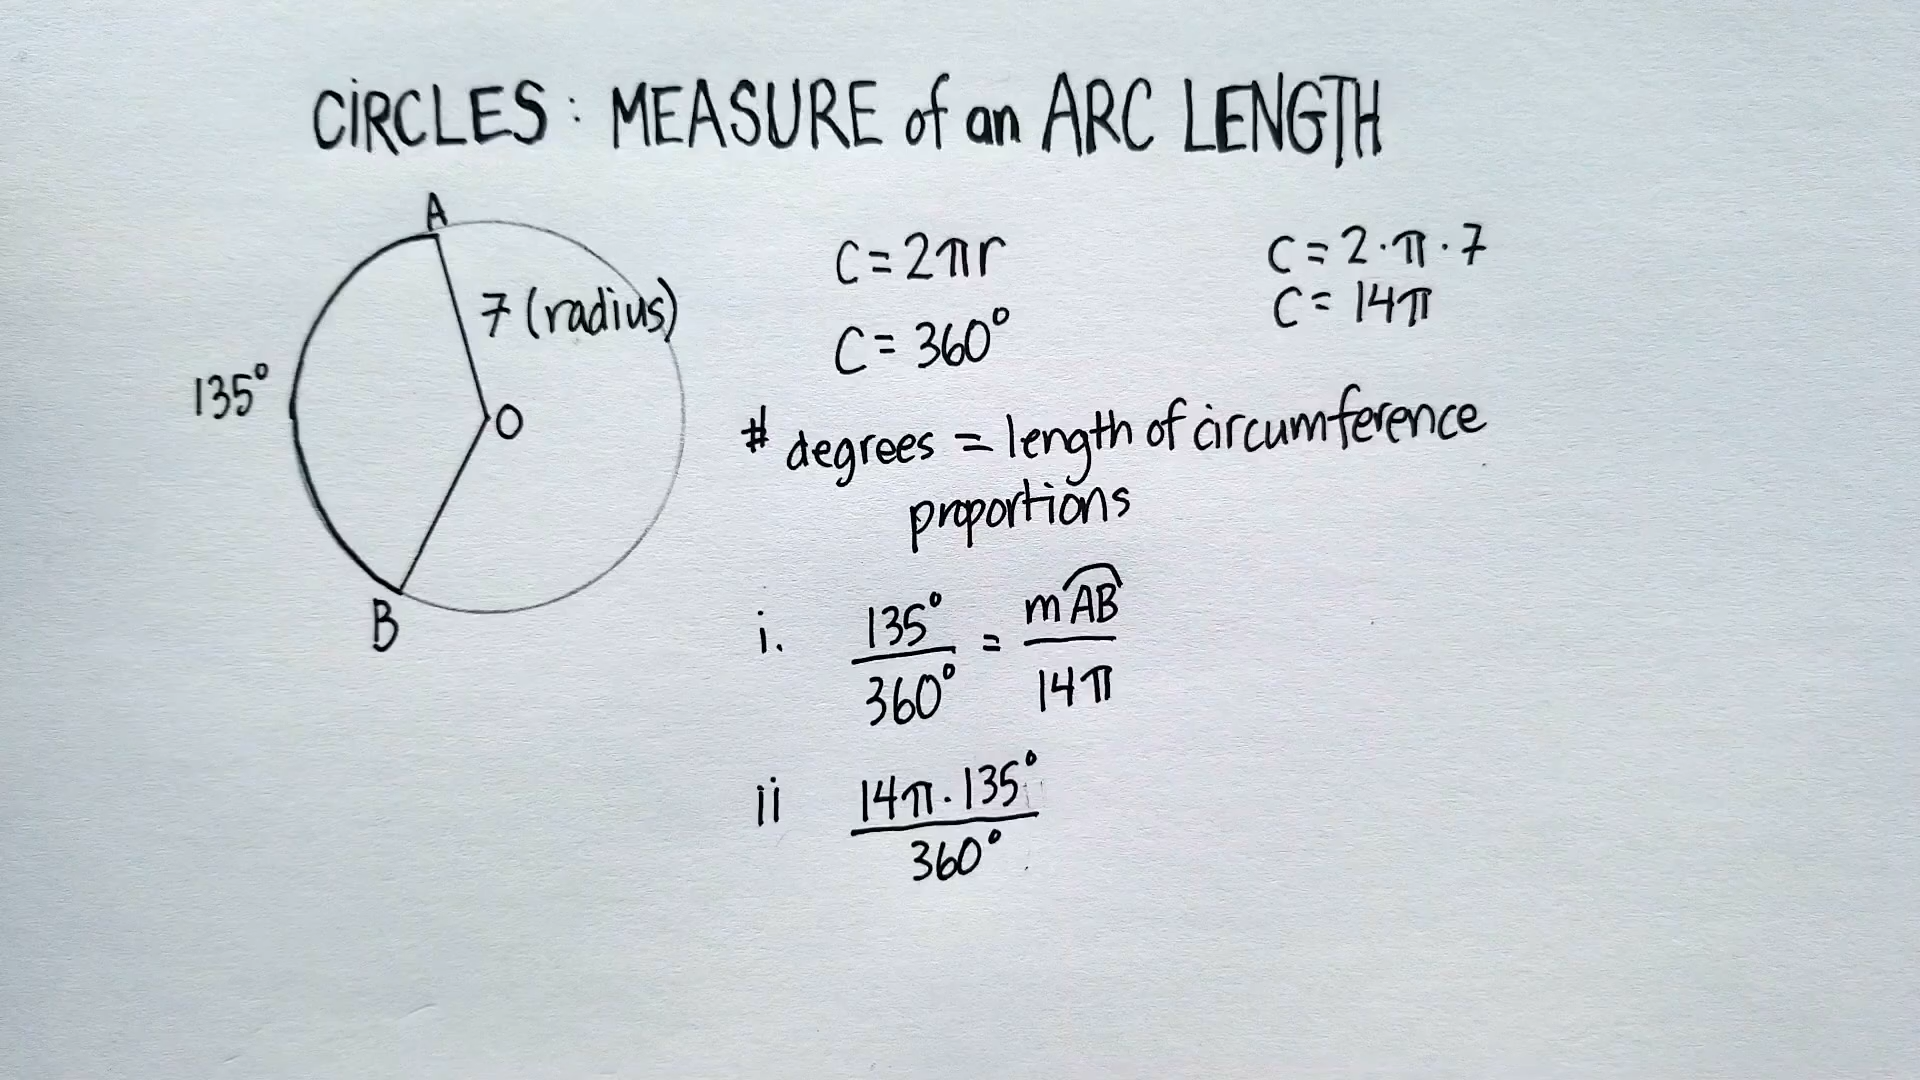 CIRCLES: MEASURE of an ARC LENGTH
A
7 (radius)
135°
O
B
C = 2πr
C = 360°
C = 2·π·7
C = 14π
# degrees = length of circumference
proportions
i. 135°/360° = mA͡B/14π
ii 14π·135°/360°